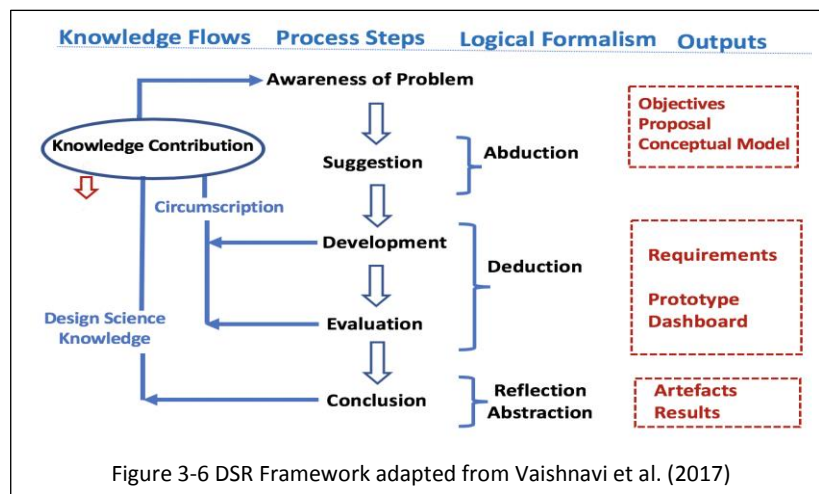 Knowledge Flows Process Steps Logical Formalism Outputs
Awareness of Problem
Knowledge Contribution
Suggestion
Abduction
Objectives
Proposal
Conceptual Model
Circumscription
Development
Deduction
Requirements
Prototype
Dashboard
Design Science
Knowledge
Evaluation
Conclusion
Reflection
Abstraction
Artefacts
Results
Figure 3-6 DSR Framework adapted from Vaishnavi et al. (2017)